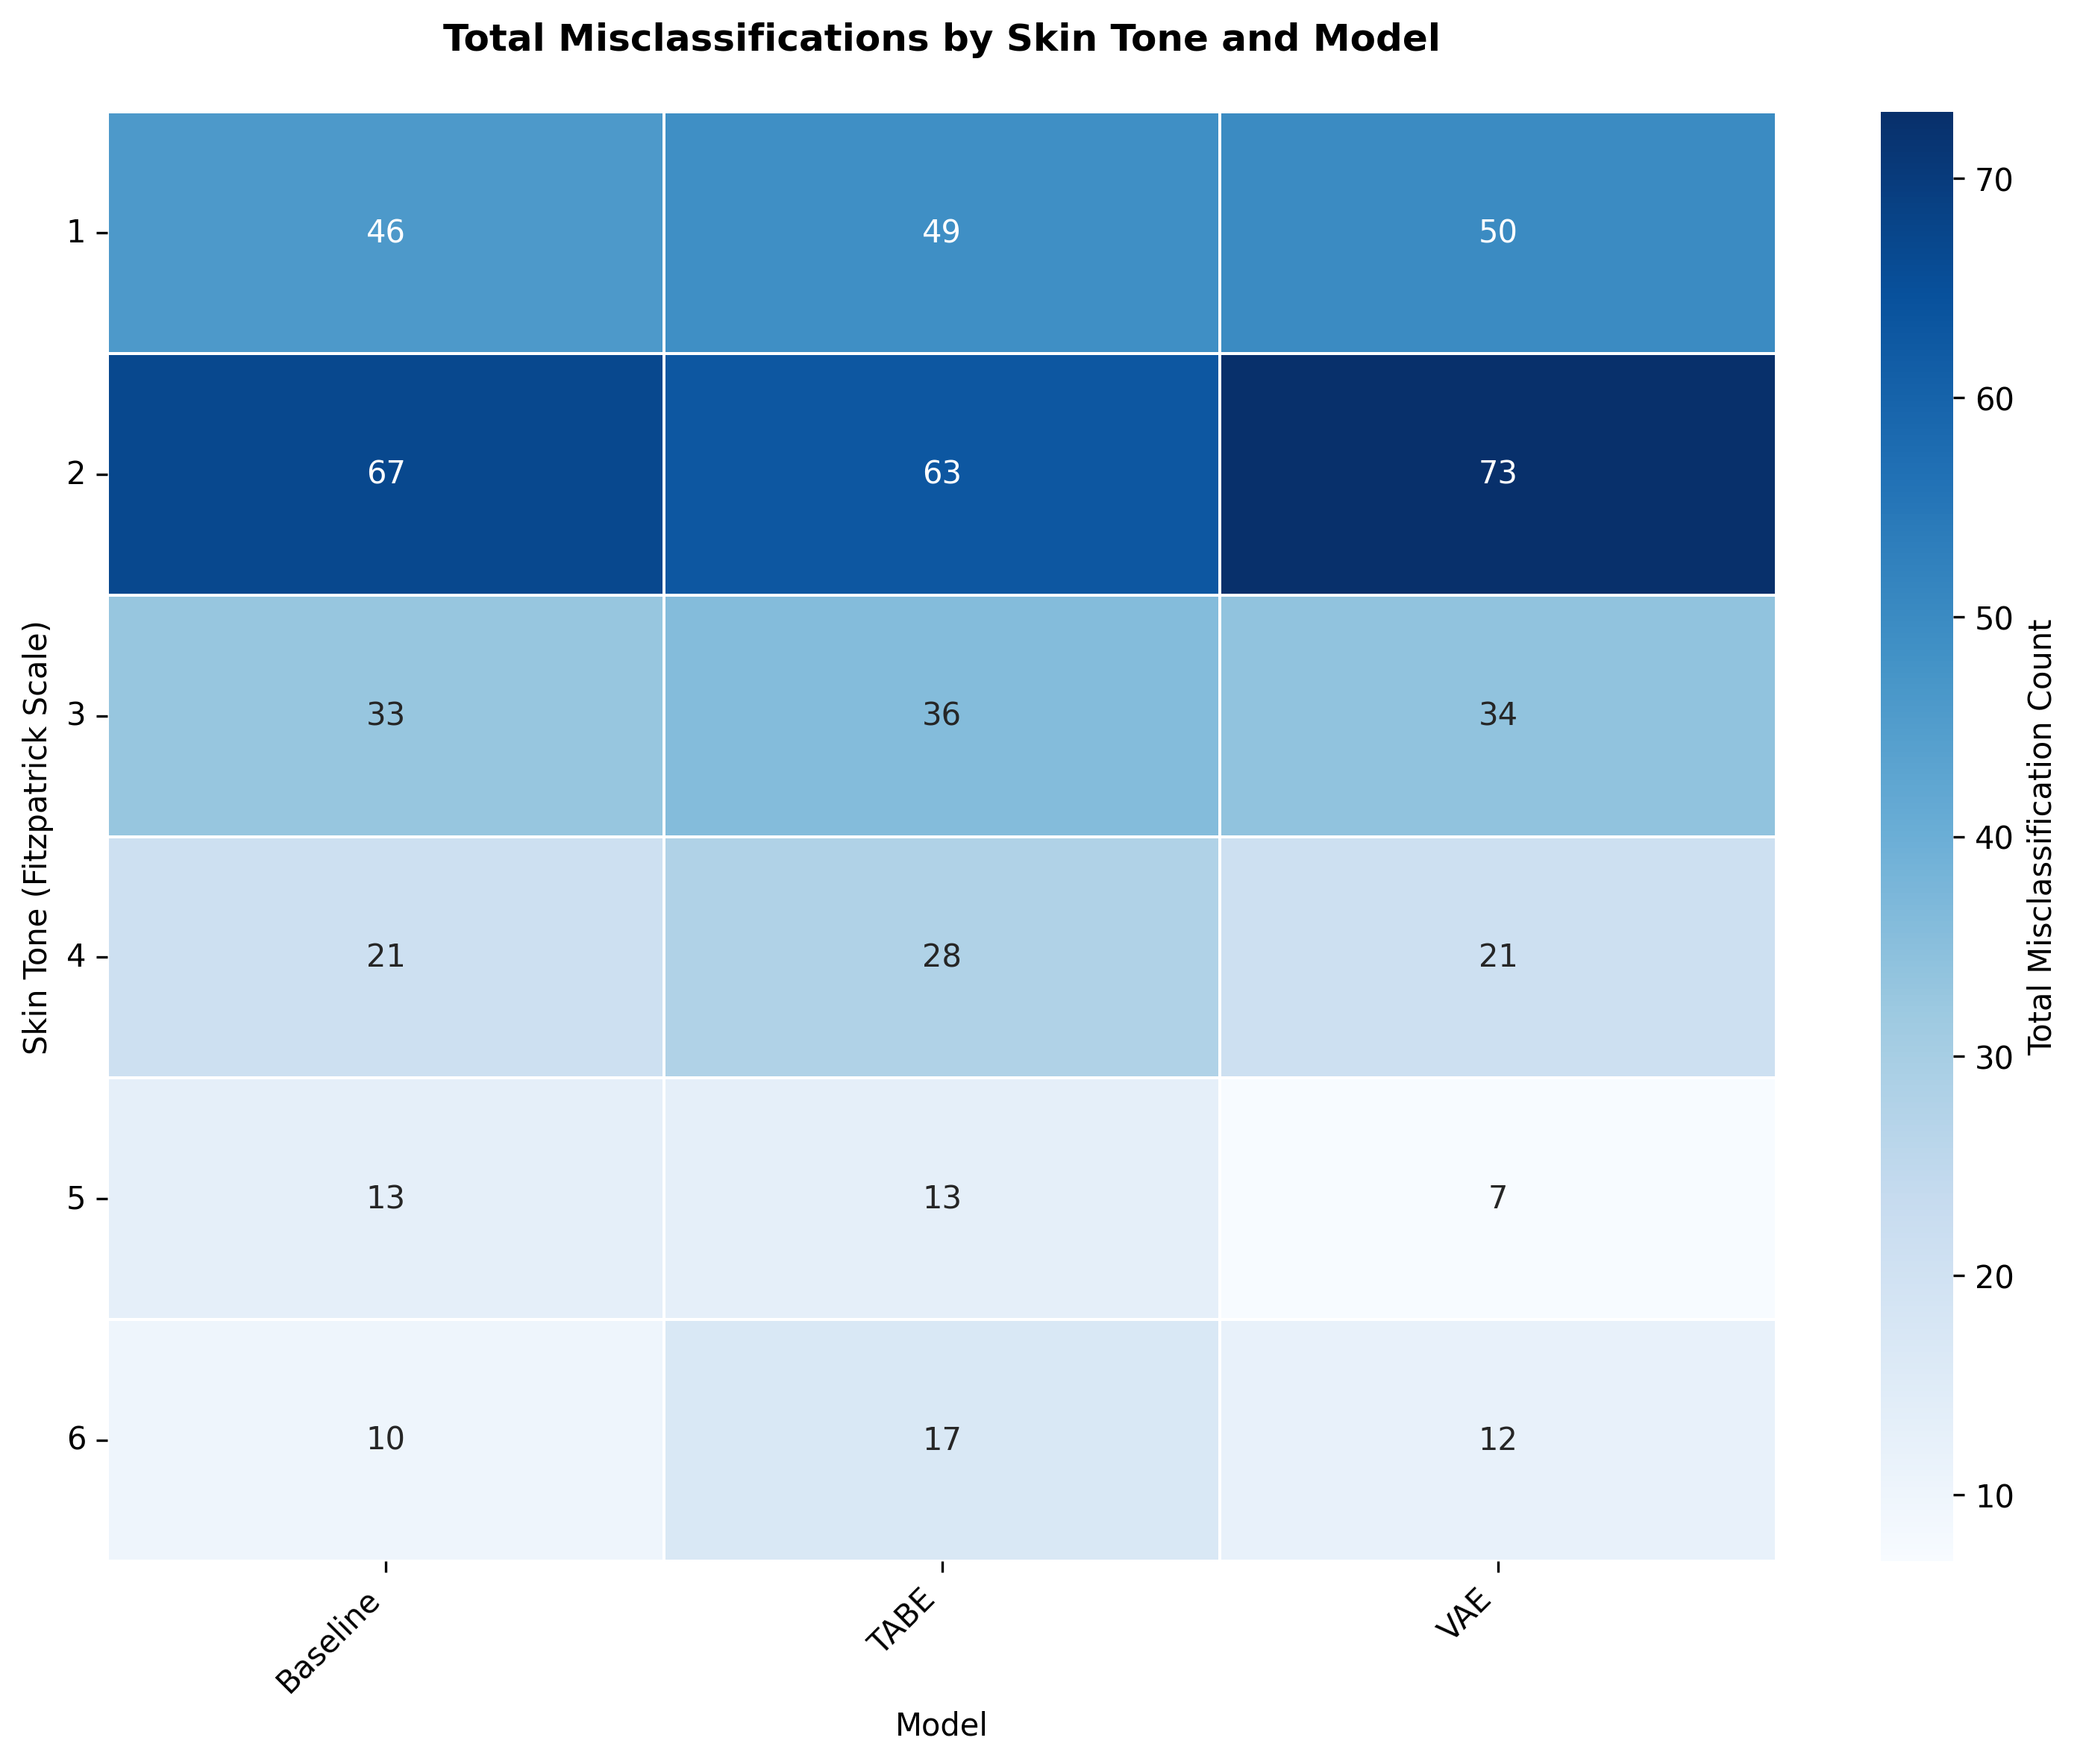 Total Misclassifications by Skin Tone and Model
Skin Tone (Fitzpatrick Scale)
1 46 49 50
2 67 63 73
3 33 36 34
4 21 28 21
5 13 13 7
6 10 17 12
Baseline TABE VAE
Model
70
60
50
40
30
20
10
Total Misclassification Count